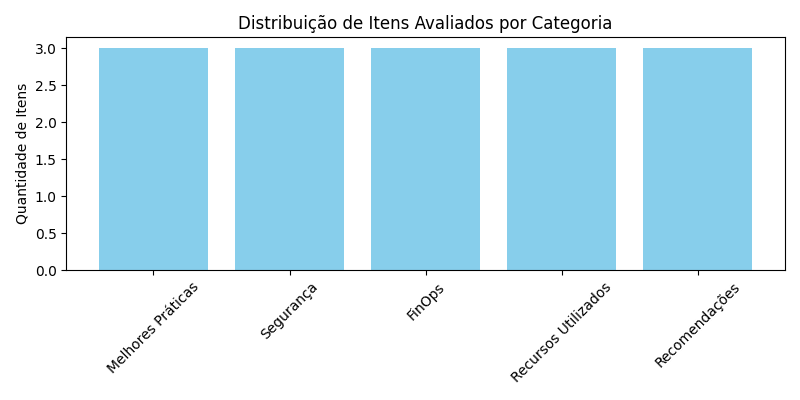 Distribuição de Itens Avaliados por Categoria
Quantidade de Itens
3.0
2.5
2.0
1.5
1.0
0.5
0.0
Melhores Práticas
Segurança
FinOps
Recursos Utilizados
Recomendações